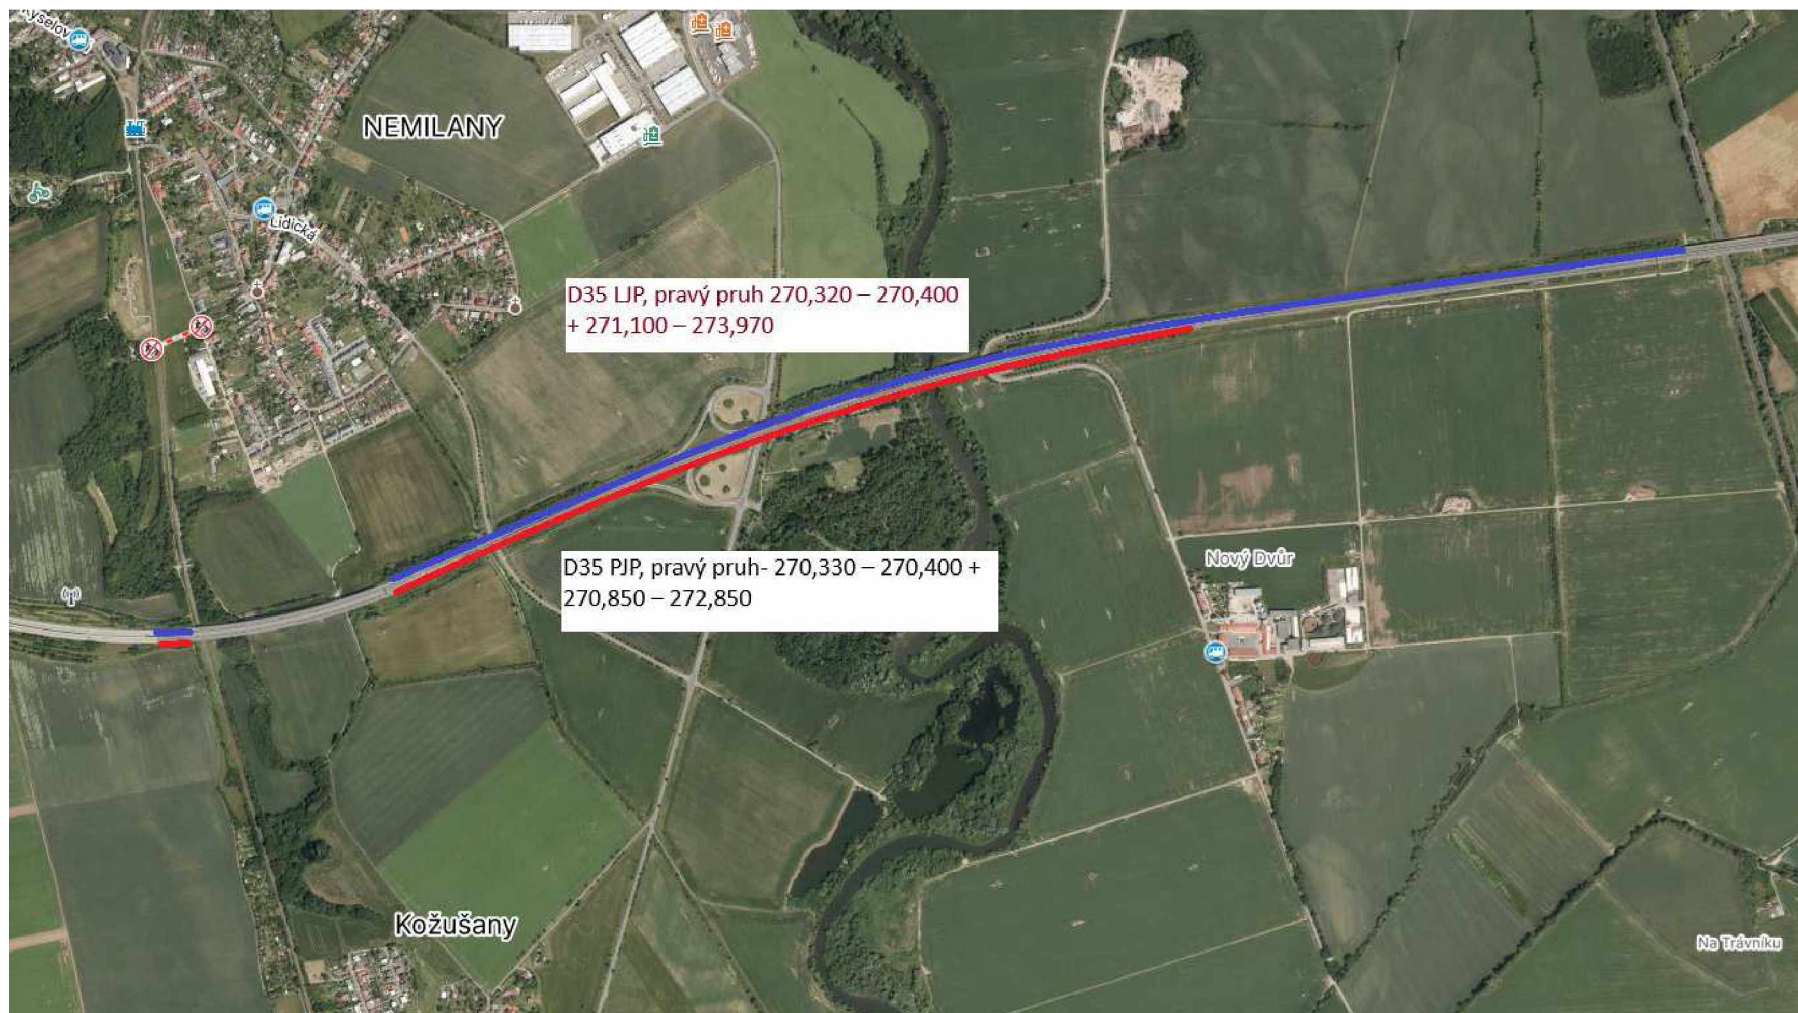 NEMILANY
Lidická
D35 LJP, pravý pruh 270,320 – 270,400
+ 271,100 – 273,970
D35 PJP, pravý pruh- 270,330 – 270,400 +
270,850 – 272,850
Nový Dvůr
Kožušany
Na Trávníku